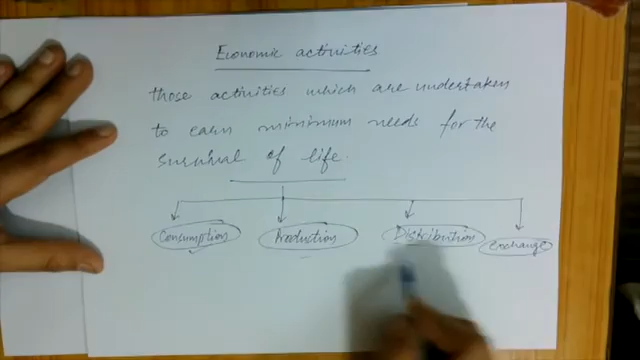 Economic activities
those activities which are undertaken
to earn minimum needs for the
survival of life.
Consumption Production Distribution Exchange